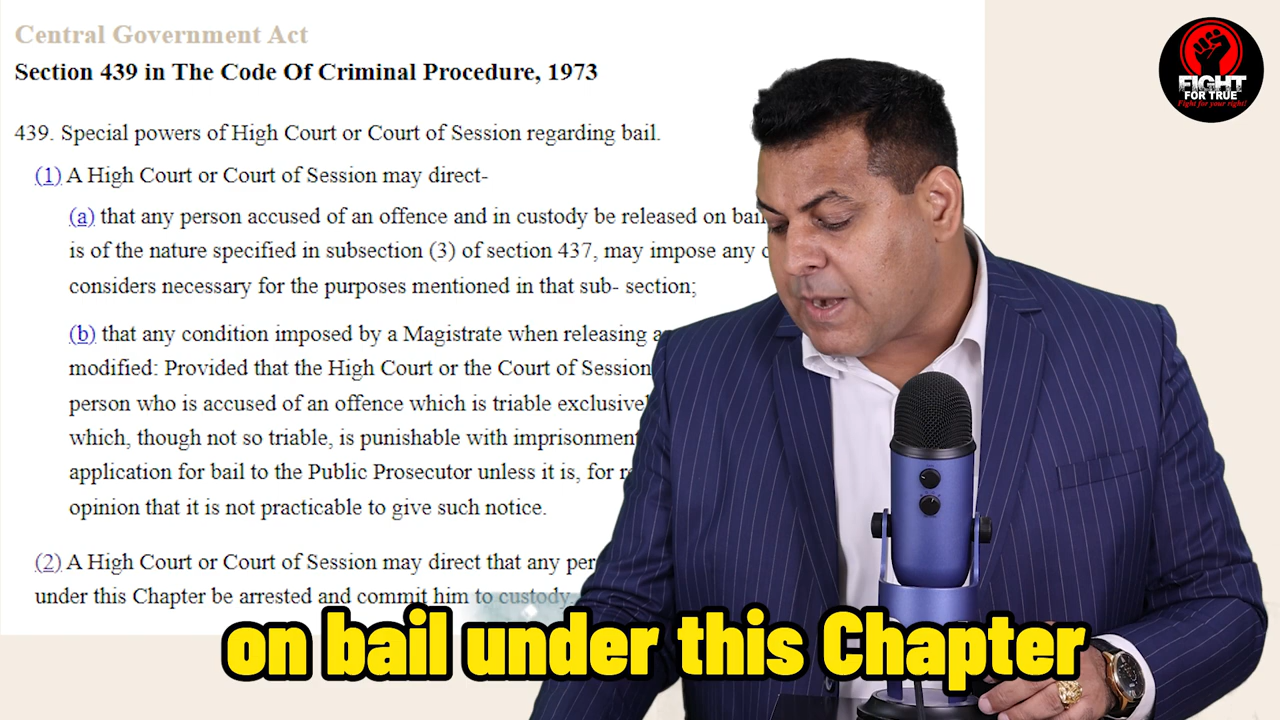 Central Government Act
Section 439 in The Code Of Criminal Procedure, 1973
439. Special powers of High Court or Court of Session regarding bail.
(1) A High Court or Court of Session may direct-
(a) that any person accused of an offence and in custody be released on bail
is of the nature specified in subsection (3) of section 437, may impose any
considers necessary for the purposes mentioned in that sub- section;
(b) that any condition imposed by a Magistrate when releasing
modified: Provided that the High Court or the Court of Session
person who is accused of an offence which is triable
which, though not so triable, is punishable with imprisonment
application for bail to the Public Prosecutor unless it is, for
opinion that it is not practicable to give such notice.
(2) A High Court or Court of Session may direct that any
under this Chapter be arrested and commit him to custody.
on bail under this Chapter
FIGHT
FOR TRUE
Fight for your right!